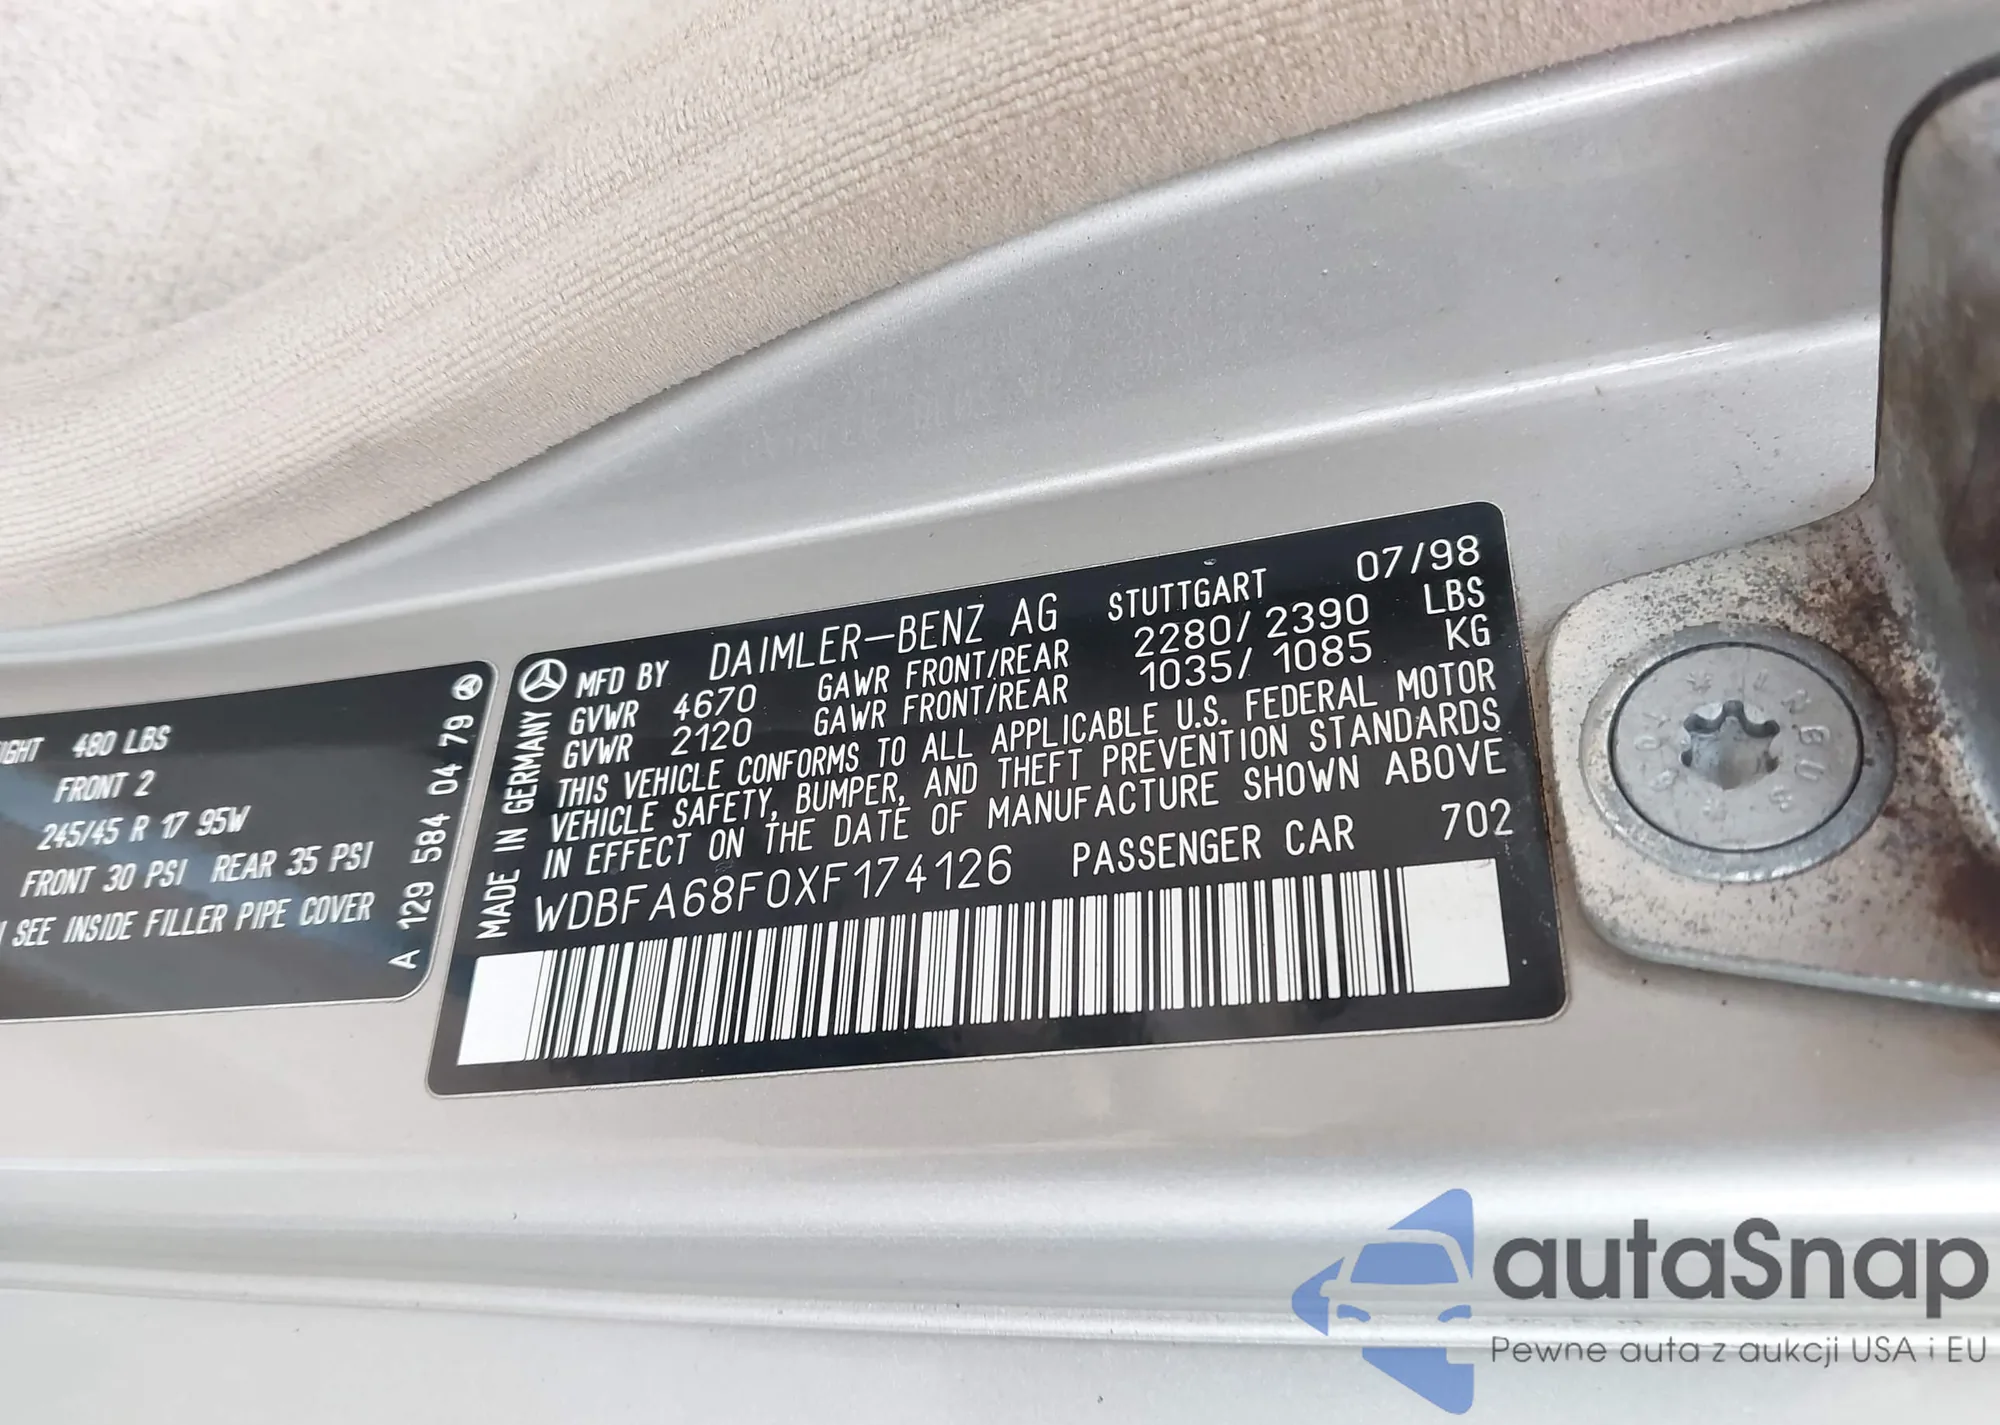 480 LBS
FRONT 2
245/45 R 17 95W
FRONT 30 PSI REAR 35 PSI
SEE INSIDE FILLER PIPE COVER
A 129 584 04 79
MADE IN GERMANY
MFD BY DAIMLER-BENZ AG STUTTGART 07/98
GVWR 4670 GAWR FRONT/REAR 2280/2390 LBS
GVWR 2120 GAWR FRONT/REAR 1035/1085 KG
THIS VEHICLE CONFORMS TO ALL APPLICABLE U.S. FEDERAL MOTOR
VEHICLE SAFETY, BUMPER, AND THEFT PREVENTION STANDARDS
IN EFFECT ON THE DATE OF MANUFACTURE SHOWN ABOVE
WDBFA68F0XF174126 PASSENGER CAR 702
autaSnap
Pewne auta z aukcji USA i EU